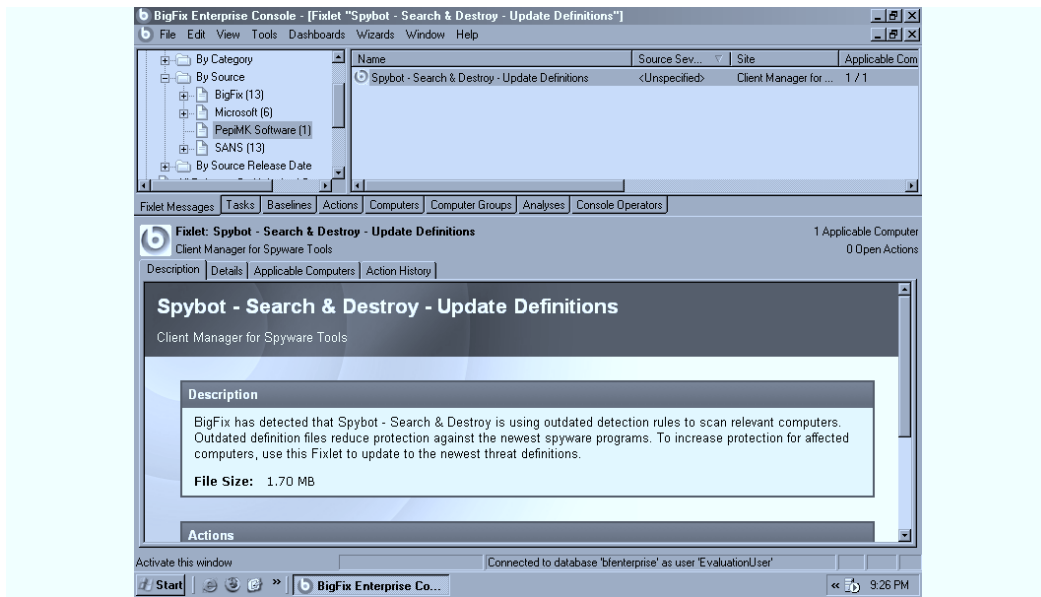 BigFix Enterprise Console - [Fixlet "Spybot - Search & Destroy - Update Definitions"]
File Edit View Tools Dashboards Wizards Window Help
By Category
By Source
BigFix (13)
Microsoft (6)
PepiMK Software (1)
SANS (13)
By Source Release Date
Name Source Sev... Site Applicable Com
Spybot - Search & Destroy - Update Definitions <Unspecified> Client Manager for ... 1 / 1
Fixlet Messages Tasks Baselines Actions Computers Computer Groups Analyses Console Operators
Fixlet: Spybot - Search & Destroy - Update Definitions 1 Applicable Computer
Client Manager for Spyware Tools 0 Open Actions
Description Details Applicable Computers Action History
Spybot - Search & Destroy - Update Definitions
Client Manager for Spyware Tools
Description
BigFix has detected that Spybot - Search & Destroy is using outdated detection rules to scan relevant computers.
Outdated definition files reduce protection against the newest spyware programs. To increase protection for affected
computers, use this Fixlet to update to the newest threat definitions.
File Size: 1.70 MB
Actions
Activate this window Connected to database 'bfenterprise' as user 'EvaluationUser'
Start » BigFix Enterprise Co... « 9:26 PM